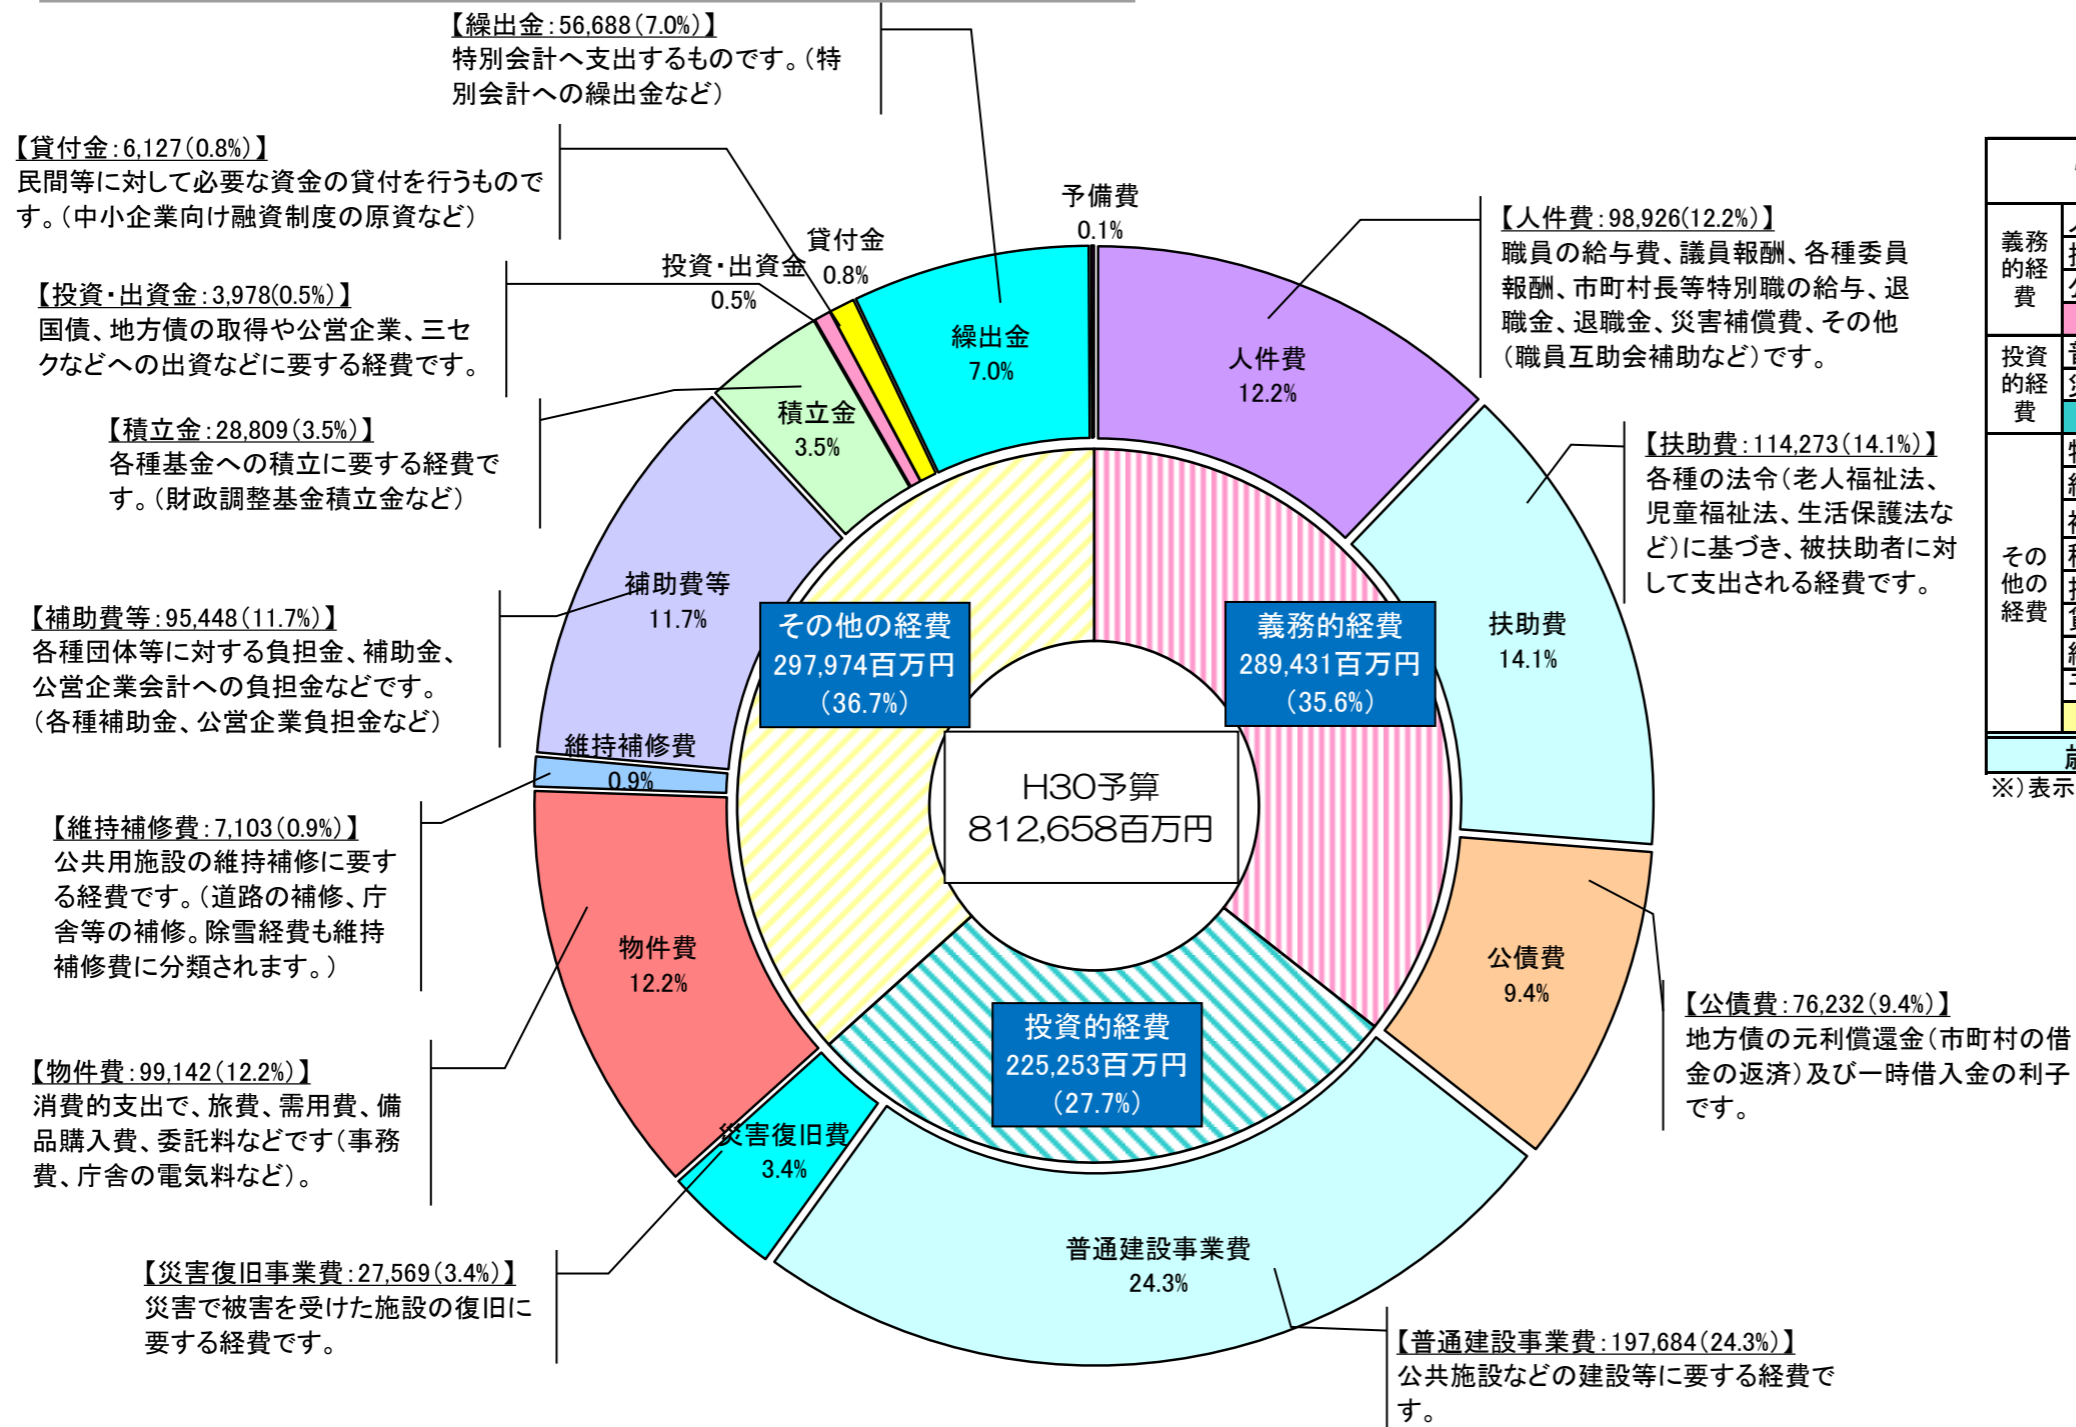 【繰出金:56,688(7.0%)】
特別会計へ支出するものです。(特
別会計への繰出金など)
【貸付金:6,127(0.8%)】
民間等に対して必要な資金の貸付を行うもので
す。(中小企業向け融資制度の原資など)
【投資・出資金:3,978(0.5%)】
国債、地方債の取得や公営企業、三セ
クなどへの出資などに要する経費です。
【積立金:28,809(3.5%)】
各種基金への積立に要する経費で
す。(財政調整基金積立金など)
【補助費等:95,448(11.7%)】
各種団体等に対する負担金、補助金、
公営企業会計への負担金などです。
(各種補助金、公営企業負担金など)
【維持補修費:7,103(0.9%)】
公共用施設の維持補修に要す
る経費です。(道路の補修、庁
舎等の補修。除雪経費も維持
補修費に分類されます。)
【物件費:99,142(12.2%)】
消費的支出で、旅費、需用費、備
品購入費、委託料などです(事務
費、庁舎の電気料など)。
【災害復旧事業費:27,569(3.4%)】
災害で被害を受けた施設の復旧に
要する経費です。
予備費
0.1%
貸付金
0.8%
投資・出資金
0.5%
繰出金
7.0%
人件費
12.2%
積立金
3.5%
補助費等
11.7%
扶助費
14.1%
維持補修費
0.9%
物件費
12.2%
公債費
9.4%
災害復旧費
3.4%
普通建設事業費
24.3%
その他の経費
297,974百万円
(36.7%)
義務的経費
289,431百万円
(35.6%)
H30予算
812,658百万円
投資的経費
225,253百万円
(27.7%)
【人件費:98,926(12.2%)】
職員の給与費、議員報酬、各種委員
報酬、市町村長等特別職の給与、退
職金、退職金、災害補償費、その他
(職員互助会補助など)です。
【扶助費:114,273(14.1%)】
各種の法令(老人福祉法、
児童福祉法、生活保護法な
ど)に基づき、被扶助者に対
して支出される経費です。
【公債費:76,232(9.4%)】
地方債の元利償還金(市町村の借
金の返済)及び一時借入金の利子
です。
【普通建設事業費:197,684(24.3%)】
公共施設などの建設等に要する経費で
す。
義務
的経
費
投資
的経
費
その
他の
経費
※)表示